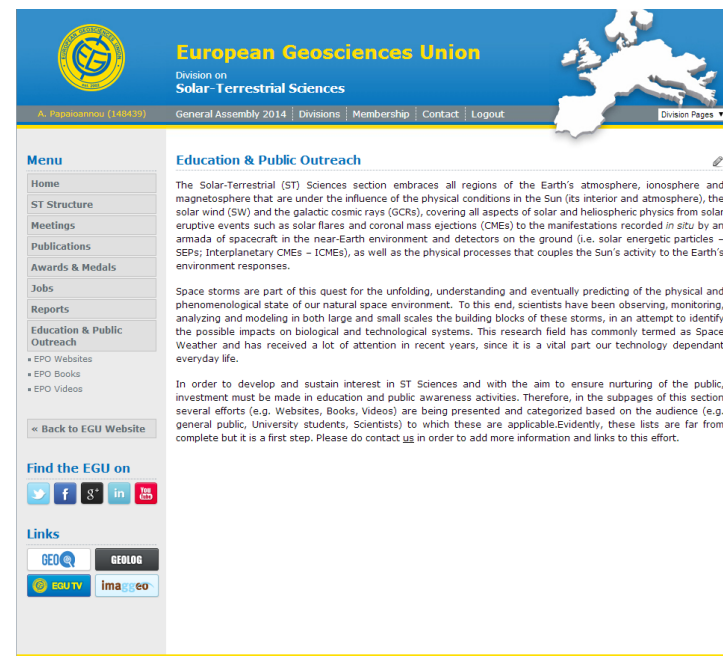 EUROPEAN GEOSCIENCES UNION
EGU
European Geosciences Union
Division on
Solar-Terrestrial Sciences
A. Papaioannou (148439)
General Assembly 2014 Divisions Membership Contact Logout
Division Pages
Menu
Home
ST Structure
Meetings
Publications
Awards & Medals
Jobs
Reports
Education & Public
Outreach
EPO Websites
EPO Books
EPO Videos
« Back to EGU Website
Find the EGU on
f
g+
in
You
Tube
Links
GEOQ
GEOLOG
EGU TV
imaggeo
Education & Public Outreach
The Solar-Terrestrial (ST) Sciences section embraces all regions of the Earth's atmosphere, ionosphere and
magnetosphere that are under the influence of the physical conditions in the Sun (its interior and atmosphere), the
solar wind (SW) and the galactic cosmic rays (GCRs), covering all aspects of solar and heliospheric physics from solar
eruptive events such as solar flares and coronal mass ejections (CMEs) to the manifestations recorded in situ by an
armada of spacecraft in the near-Earth environment and detectors on the ground (i.e. solar energetic particles –
SEPs; Interplanetary CMEs – ICMEs), as well as the physical processes that couples the Sun's activity to the Earth's
environment responses.
Space storms are part of this quest for the unfolding, understanding and eventually predicting of the physical and
phenomenological state of our natural space environment. To this end, scientists have been observing, monitoring,
analyzing and modeling in both large and small scales the building blocks of these storms, in an attempt to identify
the possible impacts on biological and technological systems. This research field has commonly termed as Space
Weather and has received a lot of attention in recent years, since it is a vital part our technology dependant
everyday life.
In order to develop and sustain interest in ST Sciences and with the aim to ensure nurturing of the public,
investment must be made in education and public awareness activities. Therefore, in the subpages of this section
several efforts (e.g. Websites, Books, Videos) are being presented and categorized based on the audience (e.g.
general public, University students, Scientists) to which these are applicable.Evidently, these lists are far from
complete but it is a first step. Please do contact us in order to add more information and links to this effort.